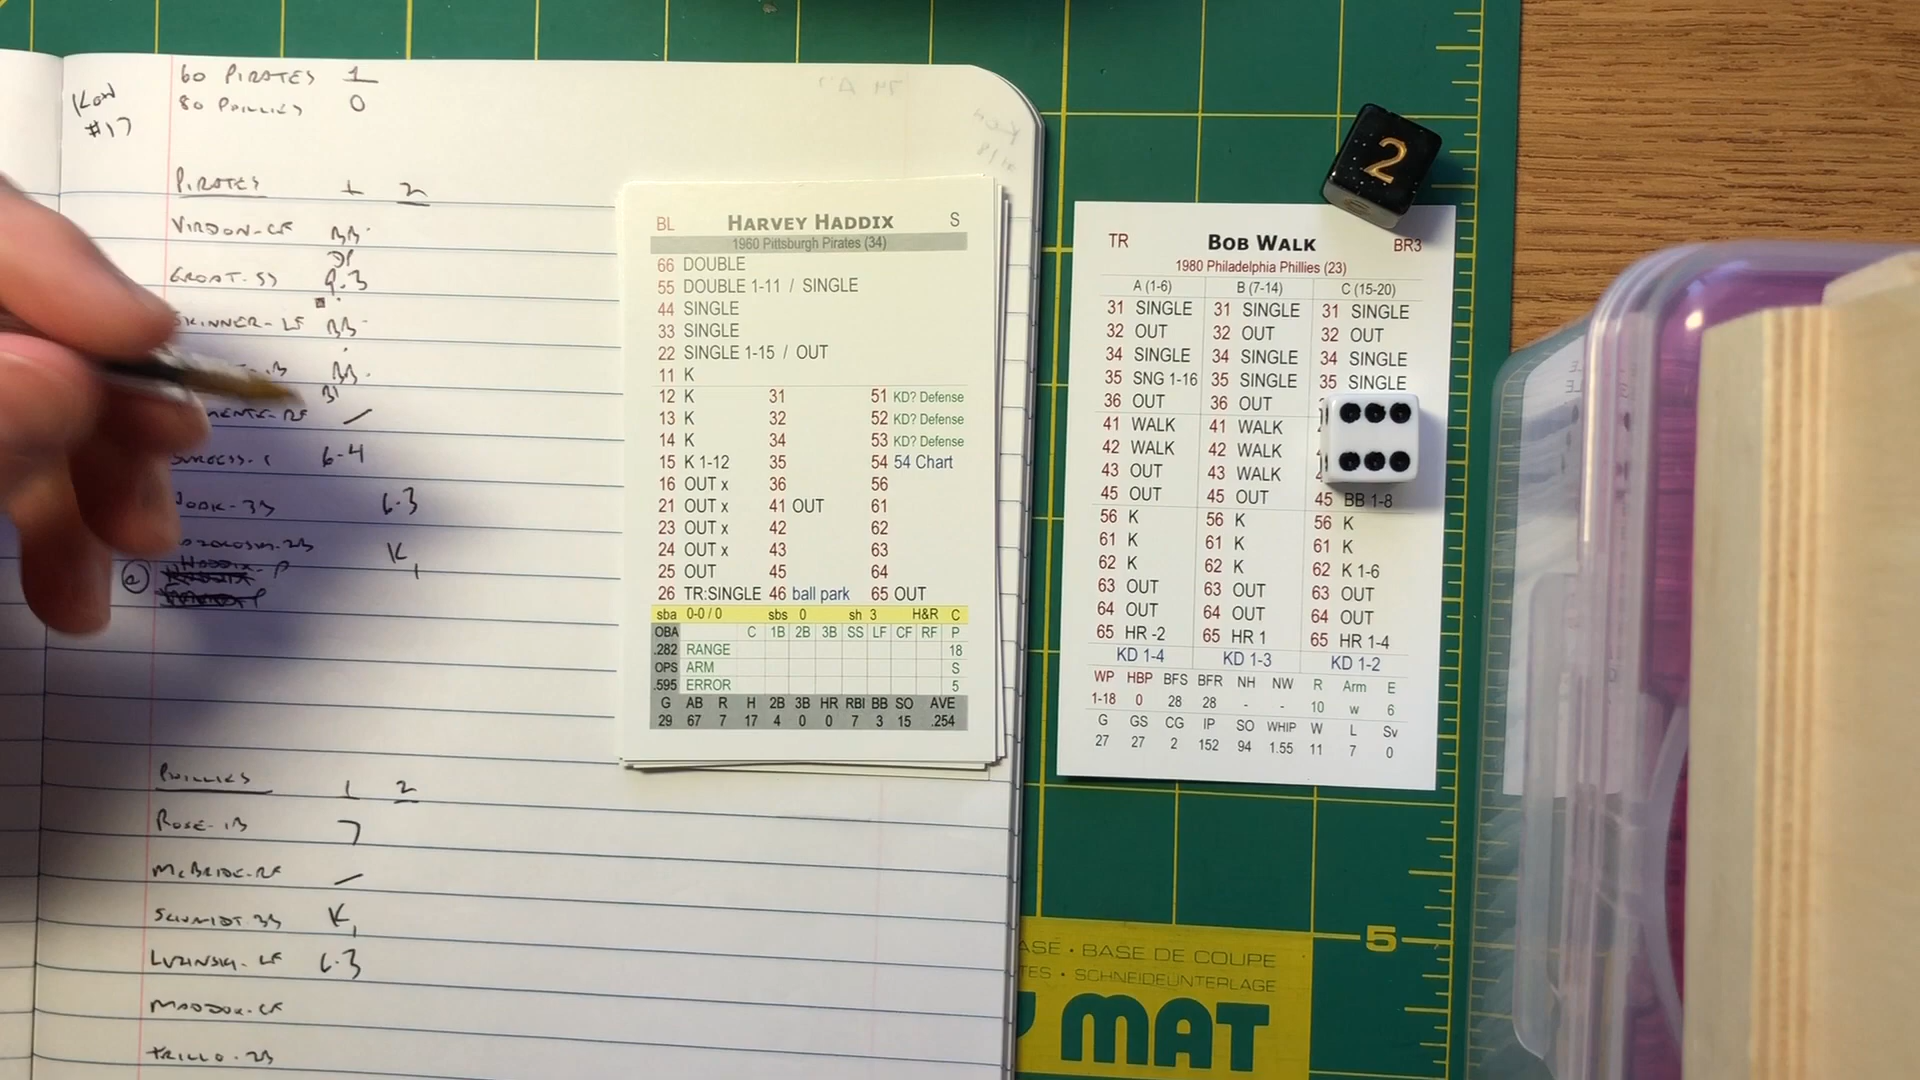 60 PIRATES 1
80 PHILLIES 0
#17
PIRATES 1 2
VIRDON-CF BB
DP
GROAT-SS 9-3
SKINNER-LF BB
BB
BI
6-4
6-3
K
HADDIX-P
PHILLIES 1 2
ROSE-1B 7
McBRIDE-RF
SCHMIDT-3B K
LUZINSKI-LF 6-3
MADDOX-CF
TRILLO-2B
BL HARVEY HADDIX S
1960 Pittsburgh Pirates (34)
66 DOUBLE
55 DOUBLE 1-11 / SINGLE
44 SINGLE
33 SINGLE
22 SINGLE 1-15 / OUT
11 K
12 K 31 51 KD? Defense
13 K 32 52 KD? Defense
14 K 34 53 KD? Defense
15 K 1-12 35 54 54 Chart
16 OUT x 36 56
21 OUT x 41 OUT 61
23 OUT x 42 62
24 OUT x 43 63
25 OUT 45 64
26 TR:SINGLE 46 ball park 65 OUT
sba 0-0 / 0 sbs 0 sh 3 H&R C
OBA C 1B 2B 3B SS LF CF RF P
.282 RANGE 18
OPS ARM S
.595 ERROR 5
G AB R H 2B 3B HR RBI BB SO AVE
29 67 7 17 4 0 0 7 3 15 .254
2
TR BOB WALK BR3
1980 Philadelphia Phillies (23)
A (1-6) B (7-14) C (15-20)
31 SINGLE 31 SINGLE 31 SINGLE
32 OUT 32 OUT 32 OUT
34 SINGLE 34 SINGLE 34 SINGLE
35 SNG 1-16 35 SINGLE 35 SINGLE
36 OUT 36 OUT
41 WALK 41 WALK
42 WALK 42 WALK
43 OUT 43 WALK
45 OUT 45 OUT 45 BB 1-8
56 K 56 K 56 K
61 K 61 K 61 K
62 K 62 K 62 K 1-6
63 OUT 63 OUT 63 OUT
64 OUT 64 OUT 64 OUT
65 HR -2 65 HR 1 65 HR 1-4
KD 1-4 KD 1-3 KD 1-2
WP HBP BFS BFR NH NW R Arm E
1-18 0 28 28 - - 10 w 6
G GS CG IP SO WHIP W L Sv
27 27 2 152 94 1.55 11 7 0
5
BASE DE COUPE
SCHNEIDEUNTERLAGE
MAT